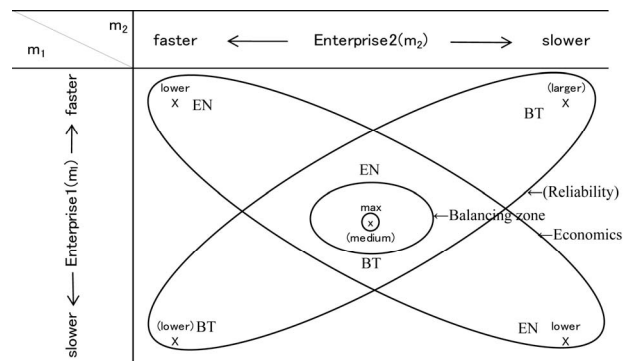 m2
m1
faster ← Enterprise2(m2) → slower
slower ← Enterprise1(m1) → faster
lower
X EN
(larger)
X
BT
EN
←(Reliability)
max
x
←Balancing zone
(medium)
←Economics
BT
(lower)
X
BT
EN
lower
X